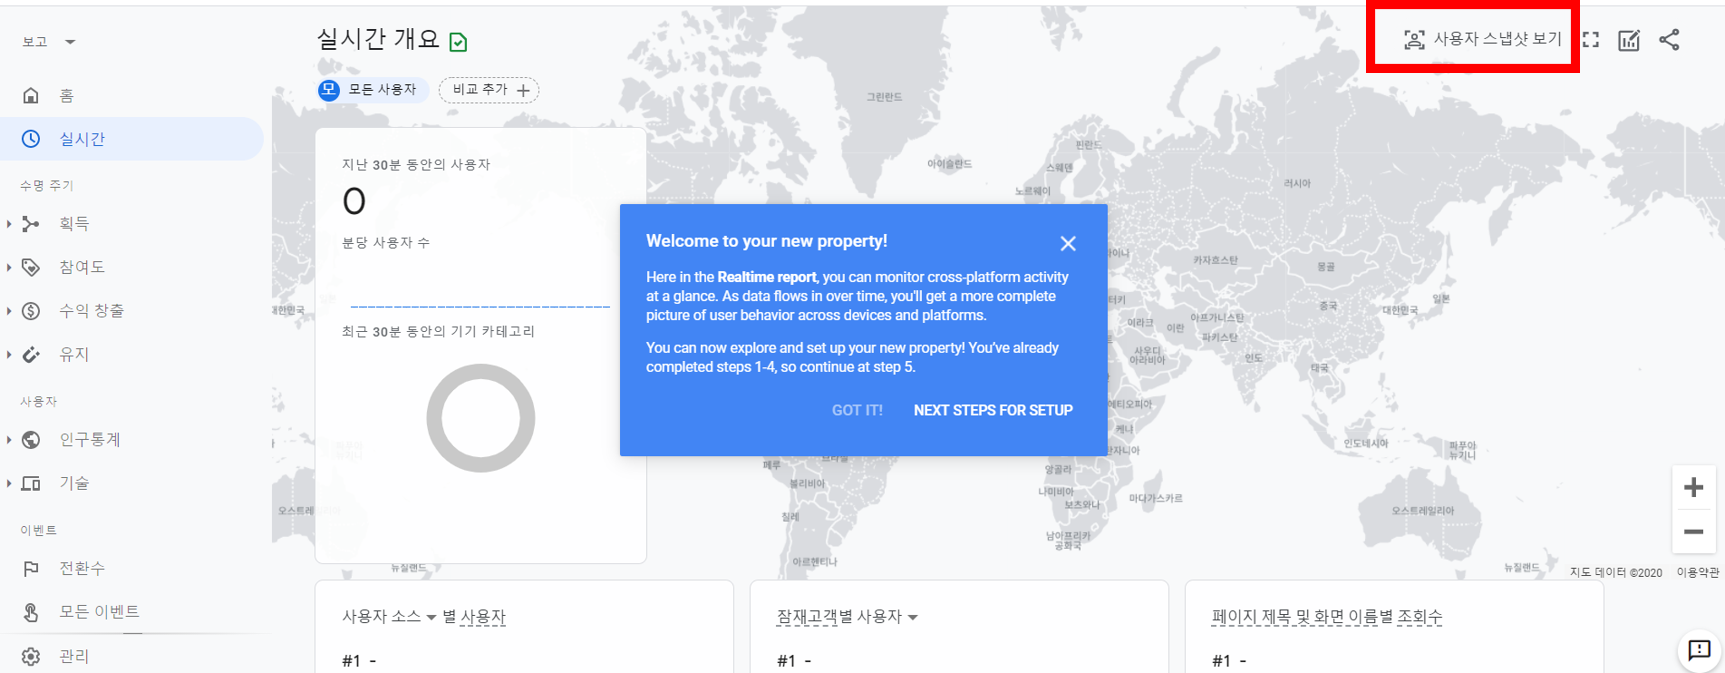 보고
홈
실시간
수명 주기
획득
참여도
수익 창출
유지
사용자
인구통계
기술
이벤트
전환수
모든 이벤트
관리
실시간 개요
사용자 스냅샷 보기
모 모든 사용자
비교 추가
지난 30분 동안의 사용자
0
분당 사용자 수
최근 30분 동안의 기기 카테고리
Welcome to your new property!
Here in the Realtime report, you can monitor cross-platform activity
at a glance. As data flows in over time, you'll get a more complete
picture of user behavior across devices and platforms.
You can now explore and set up your new property! You've already
completed steps 1-4, so continue at step 5.
GOT IT!
NEXT STEPS FOR SETUP
그린란드
아이슬란드
핀란드
스웨덴
노르웨이
러시아
카자흐스탄
몽골
중국
일본
대한민국
대한민국
터키
아프가니스탄
이라크
이란
파키스탄
사우디
아라비아
인도
태국
에티오피아
케냐
인도네시아
파푸아
뉴기니
페루
브라질
볼리비아
앙골라
나미비아
보츠와나
마다가스카르
칠레
남아프리카
공화국
오스트레일리아
아르헨티나
뉴질랜드
뉴질랜드
지도 데이터 ©2020
이용약관
사용자 소스 별 사용자
#1 -
잠재고객별 사용자
#1 -
페이지 제목 및 화면 이름별 조회수
#1 -